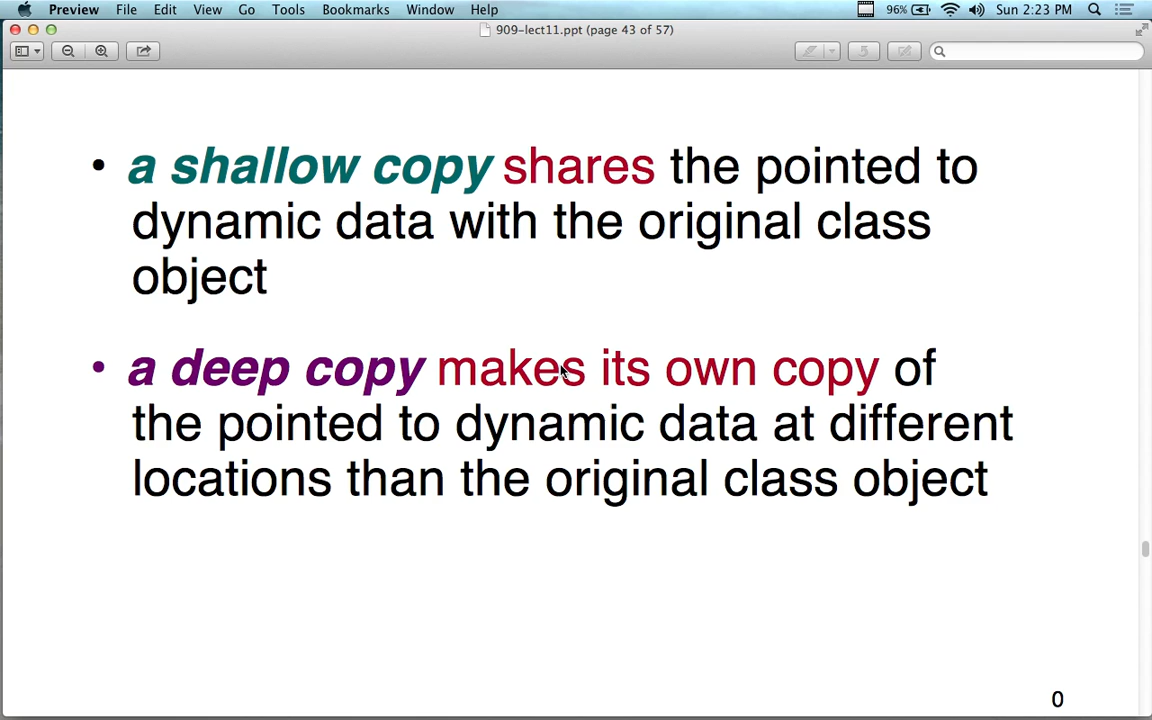 Preview File Edit View Go Tools Bookmarks Window Help 96% Sun 2:23 PM
909-lect11.ppt (page 43 of 57)
• a shallow copy shares the pointed to
dynamic data with the original class
object
• a deep copy makes its own copy of
the pointed to dynamic data at different
locations than the original class object
0